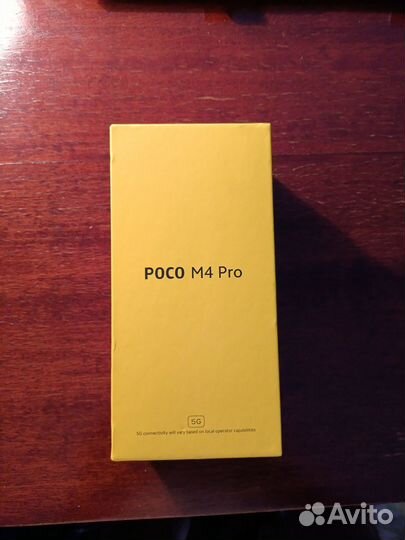 POCO M4 Pro
5G
5G connectivity will vary based on local operator capabilities
Avito